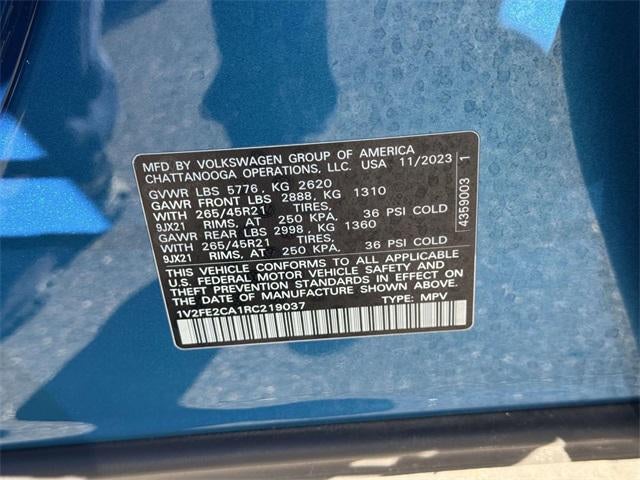 MFD BY VOLKSWAGEN GROUP OF AMERICA
CHATTANOOGA OPERATIONS, LLC. USA 11/2023
GVWR LBS 5776, KG 2620
GAWR FRONT LBS 2888, KG 1310
WITH 265/45R21 TIRES,
9JX21 RIMS, AT 250 KPA, 36 PSI COLD
GAWR REAR LBS 2998, KG 1360
WITH 265/45R21 TIRES,
9JX21 RIMS, AT 250 KPA, 36 PSI COLD
THIS VEHICLE CONFORMS TO ALL APPLICABLE
U.S. FEDERAL MOTOR VEHICLE SAFETY AND
THEFT PREVENTION STANDARDS IN EFFECT ON
THE DATE OF MANUFACTURE SHOWN ABOVE.
1V2FE2CA1RC219037 TYPE: MPV
4359003 1